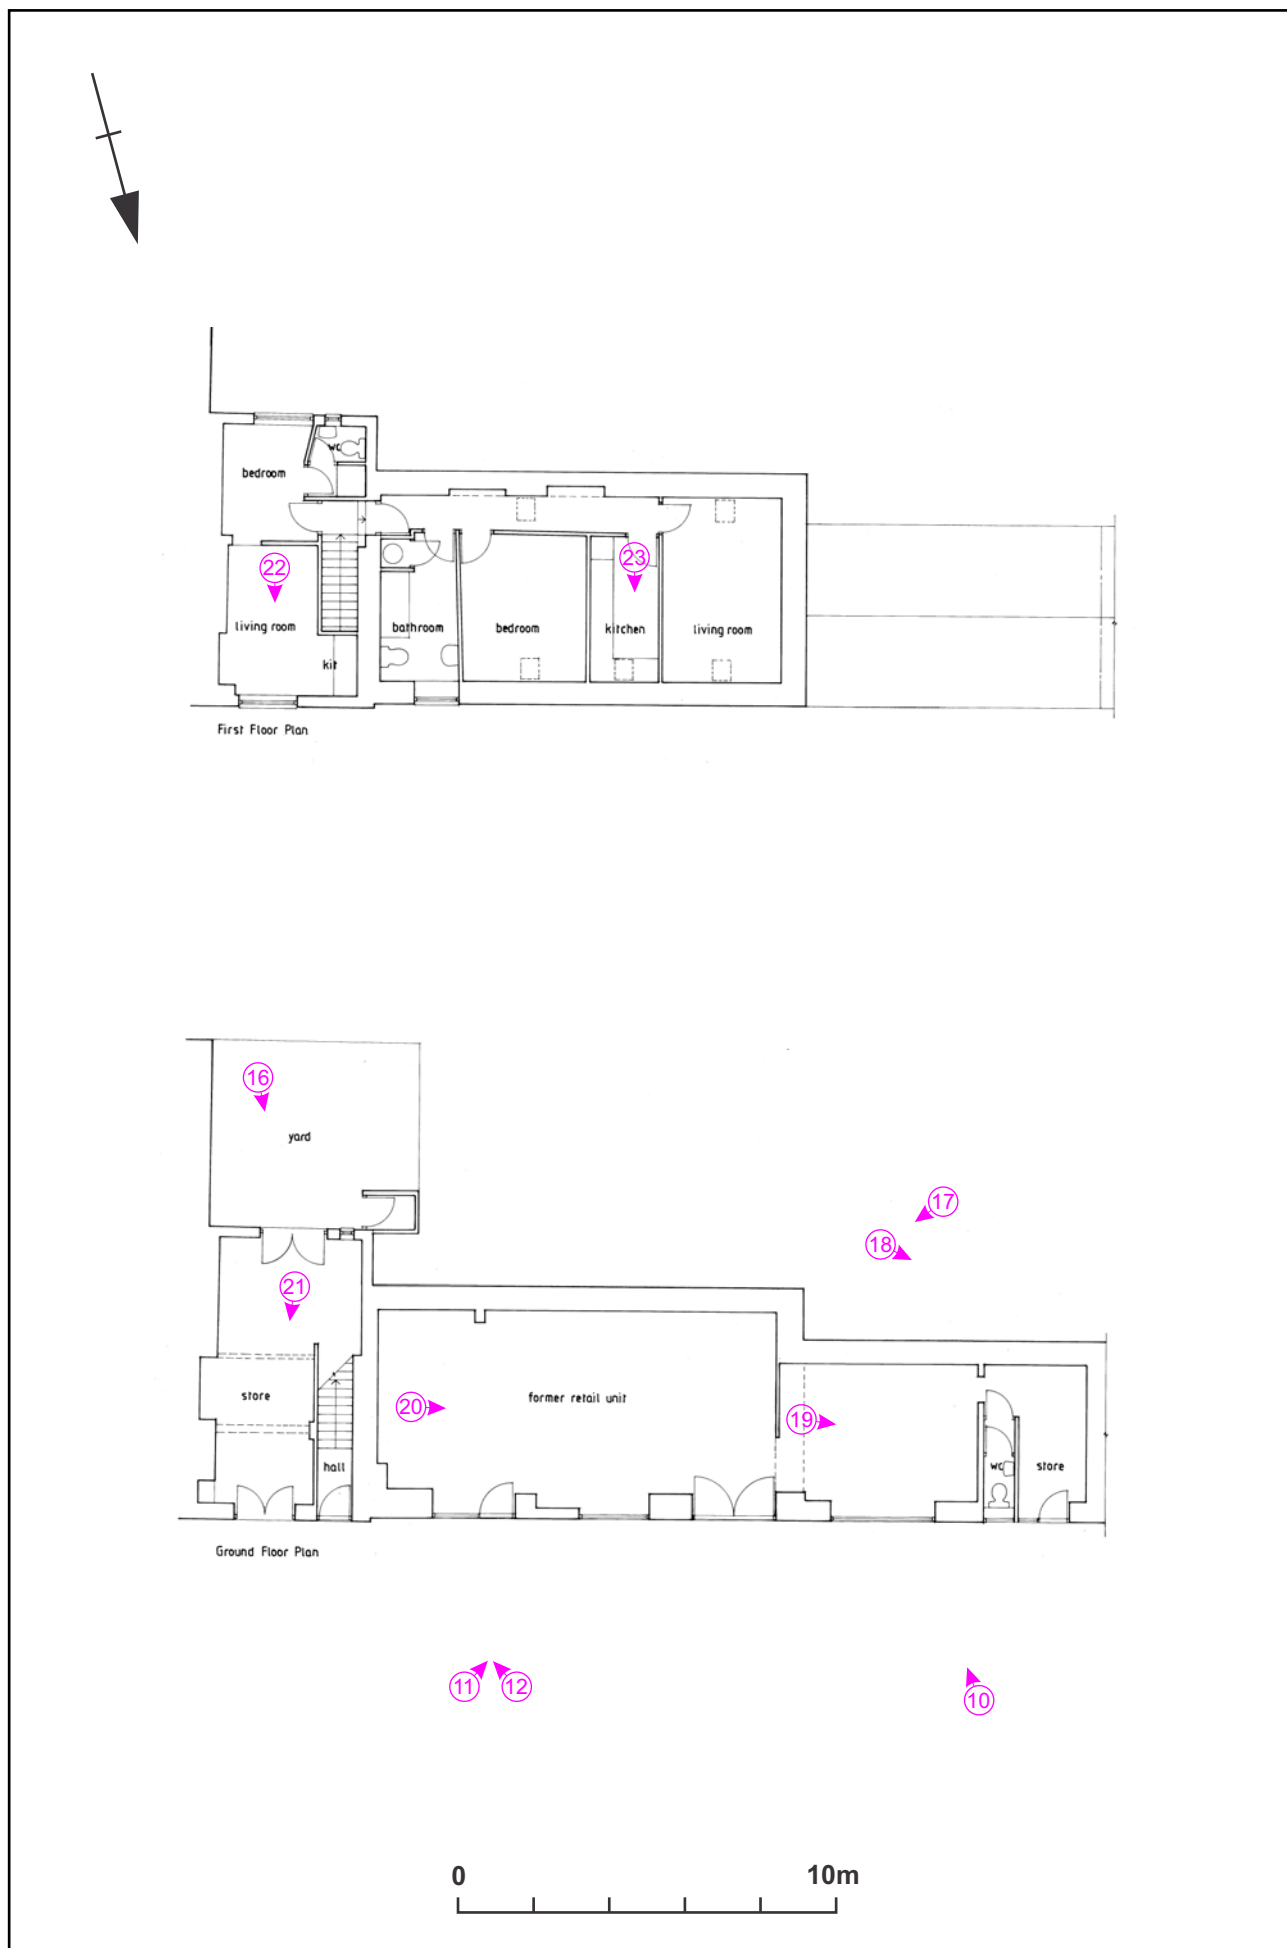 wc
bedroom
22
23
living room
bathroom
bedroom
kitchen
living room
kit
First Floor Plan
16
yard
17
18
21
store
20
former retail unit
19
hall
wc
store
Ground Floor Plan
11
12
10
0
10m